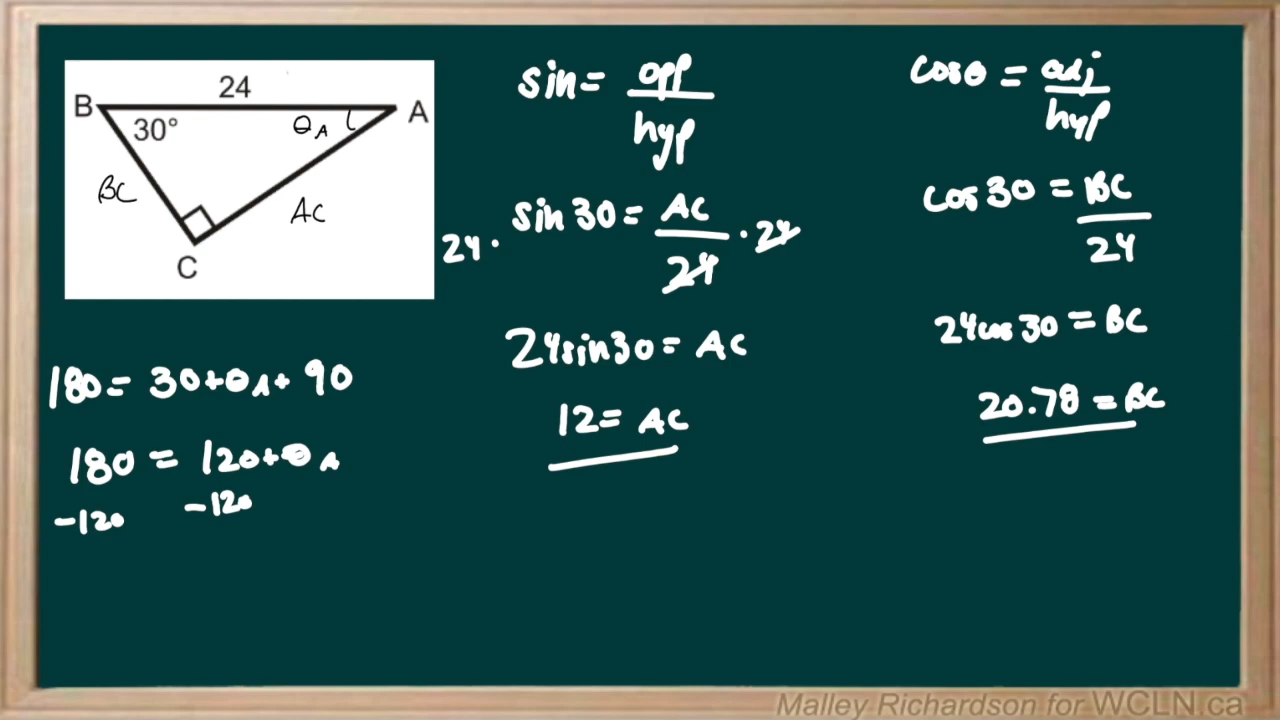 24
B
A
30°
θA
BC
AC
C
180 = 30 + θA + 90
180 = 120 + θA
-120 -120
sin = opp/hyp
24 · sin 30 = AC/24 · 24
24sin30 = AC
12 = AC
cosθ = adj/hyp
cos 30 = BC/24
24cos 30 = BC
20.78 = BC
Malley Richardson for WCLN.ca